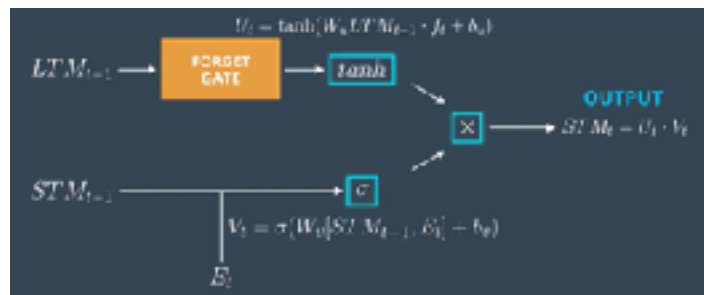 U_t = tanh(W_u LTM_{t-1} · f_t + b_u)
LTM_{t-1}
FORGET
GATE
tanh
×
OUTPUT
STM_t = U_t · V_t
STM_{t-1}
σ
V_t = σ(W_v[STM_{t-1}, E_t] + b_v)
E_t